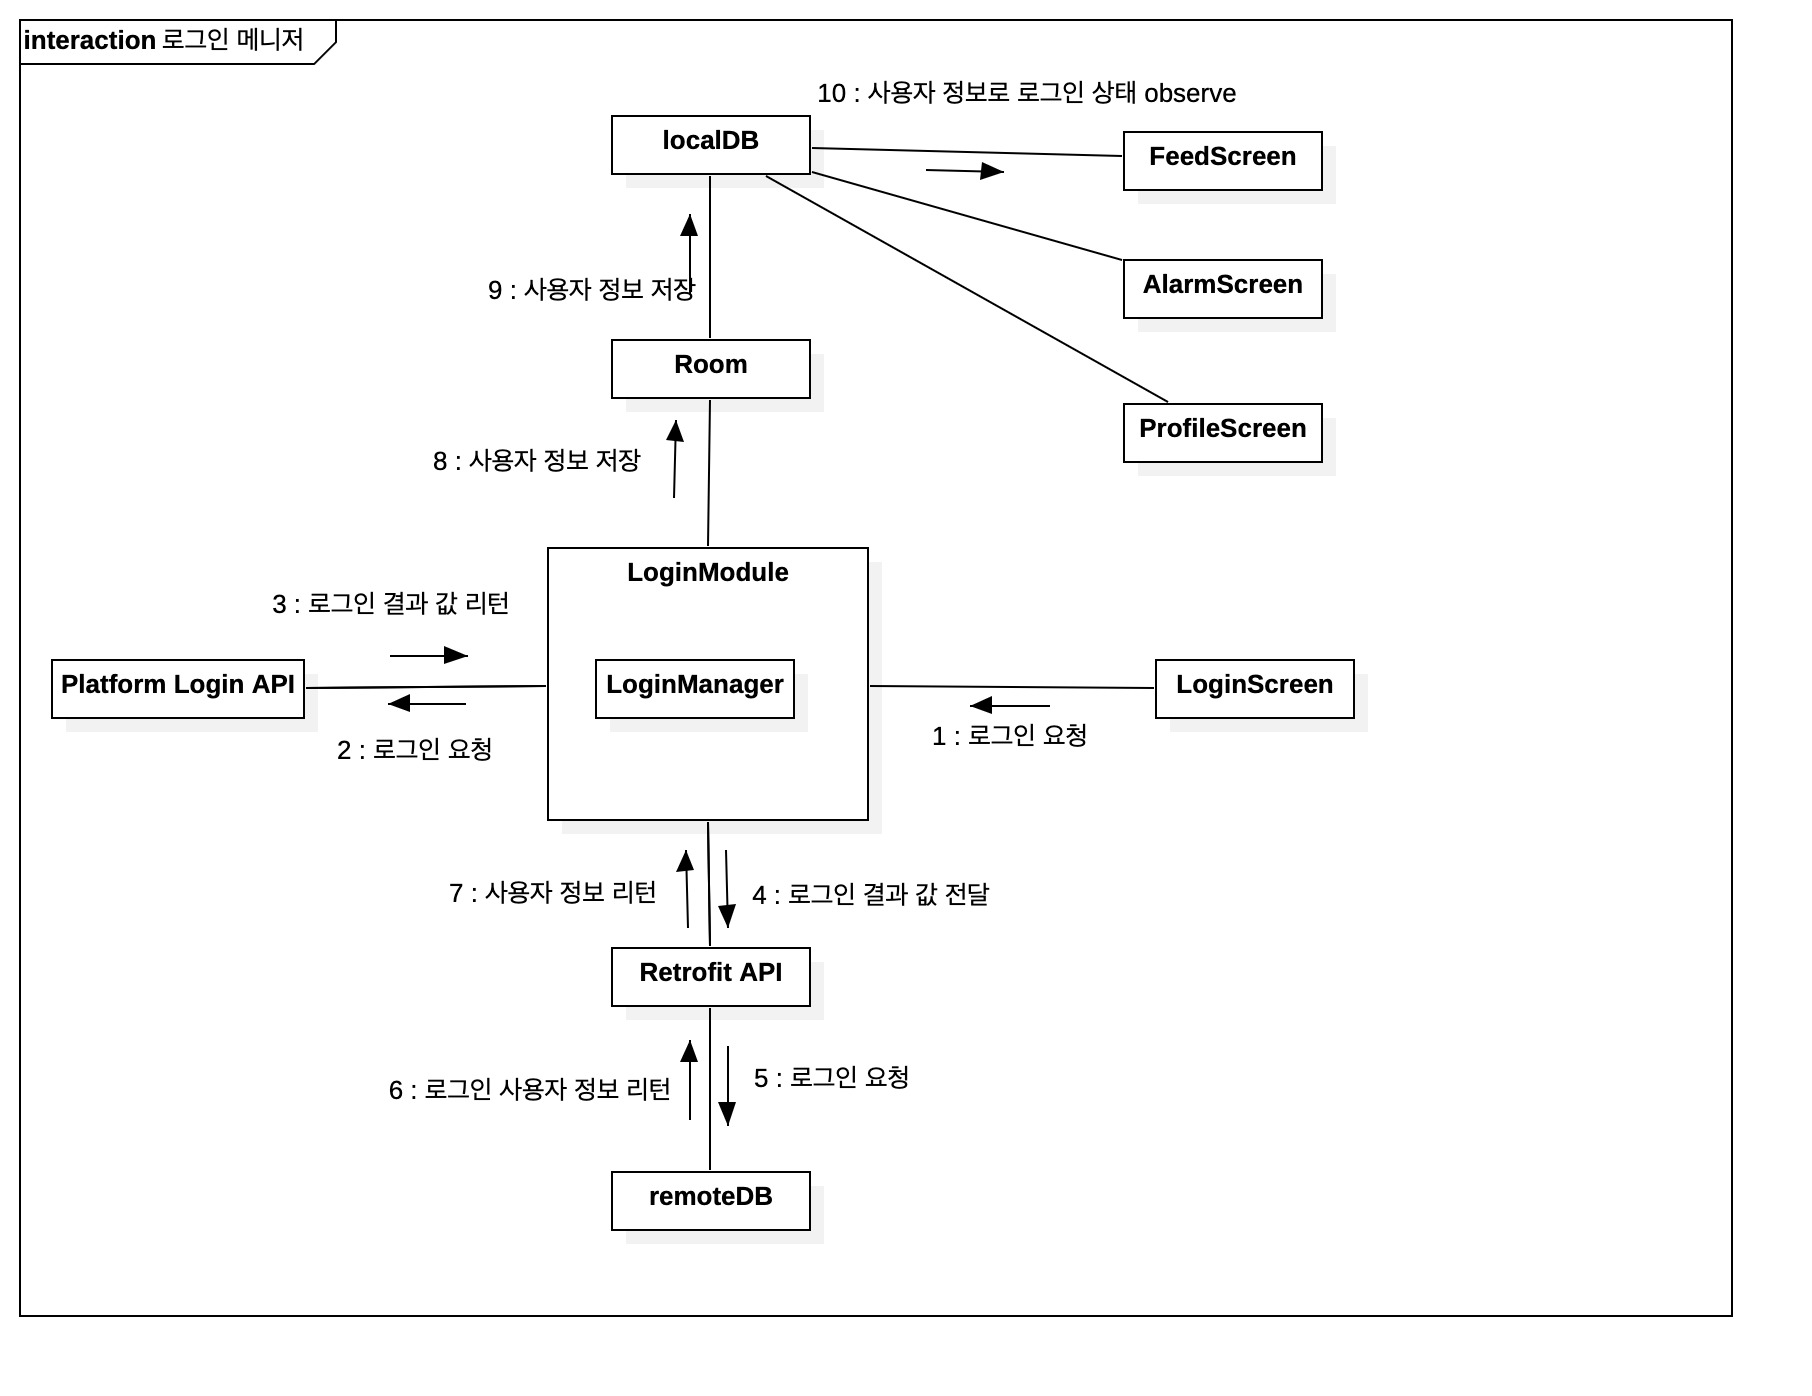 interaction 로그인 메니저
10 : 사용자 정보로 로그인 상태 observe
localDB
FeedScreen
AlarmScreen
9 : 사용자 정보 저장
Room
ProfileScreen
8 : 사용자 정보 저장
LoginModule
3 : 로그인 결과 값 리턴
Platform Login API
LoginManager
LoginScreen
2 : 로그인 요청
1 : 로그인 요청
7 : 사용자 정보 리턴
4 : 로그인 결과 값 전달
Retrofit API
6 : 로그인 사용자 정보 리턴
5 : 로그인 요청
remoteDB